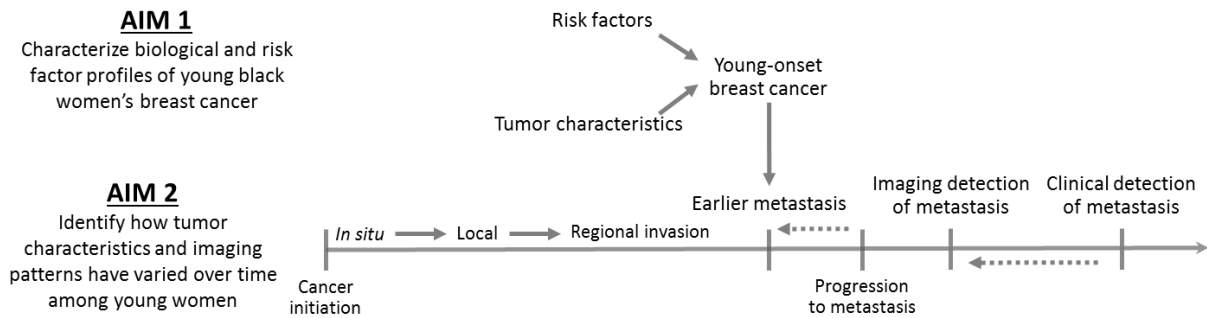 AIM 1
Characterize biological and risk
factor profiles of young black
women's breast cancer
Risk factors
Young-onset
breast cancer
Tumor characteristics
AIM 2
Identify how tumor
characteristics and imaging
patterns have varied over time
among young women
In situ
Local
Regional invasion
Earlier metastasis
Imaging detection
of metastasis
Clinical detection
of metastasis
Cancer
initiation
Progression
to metastasis